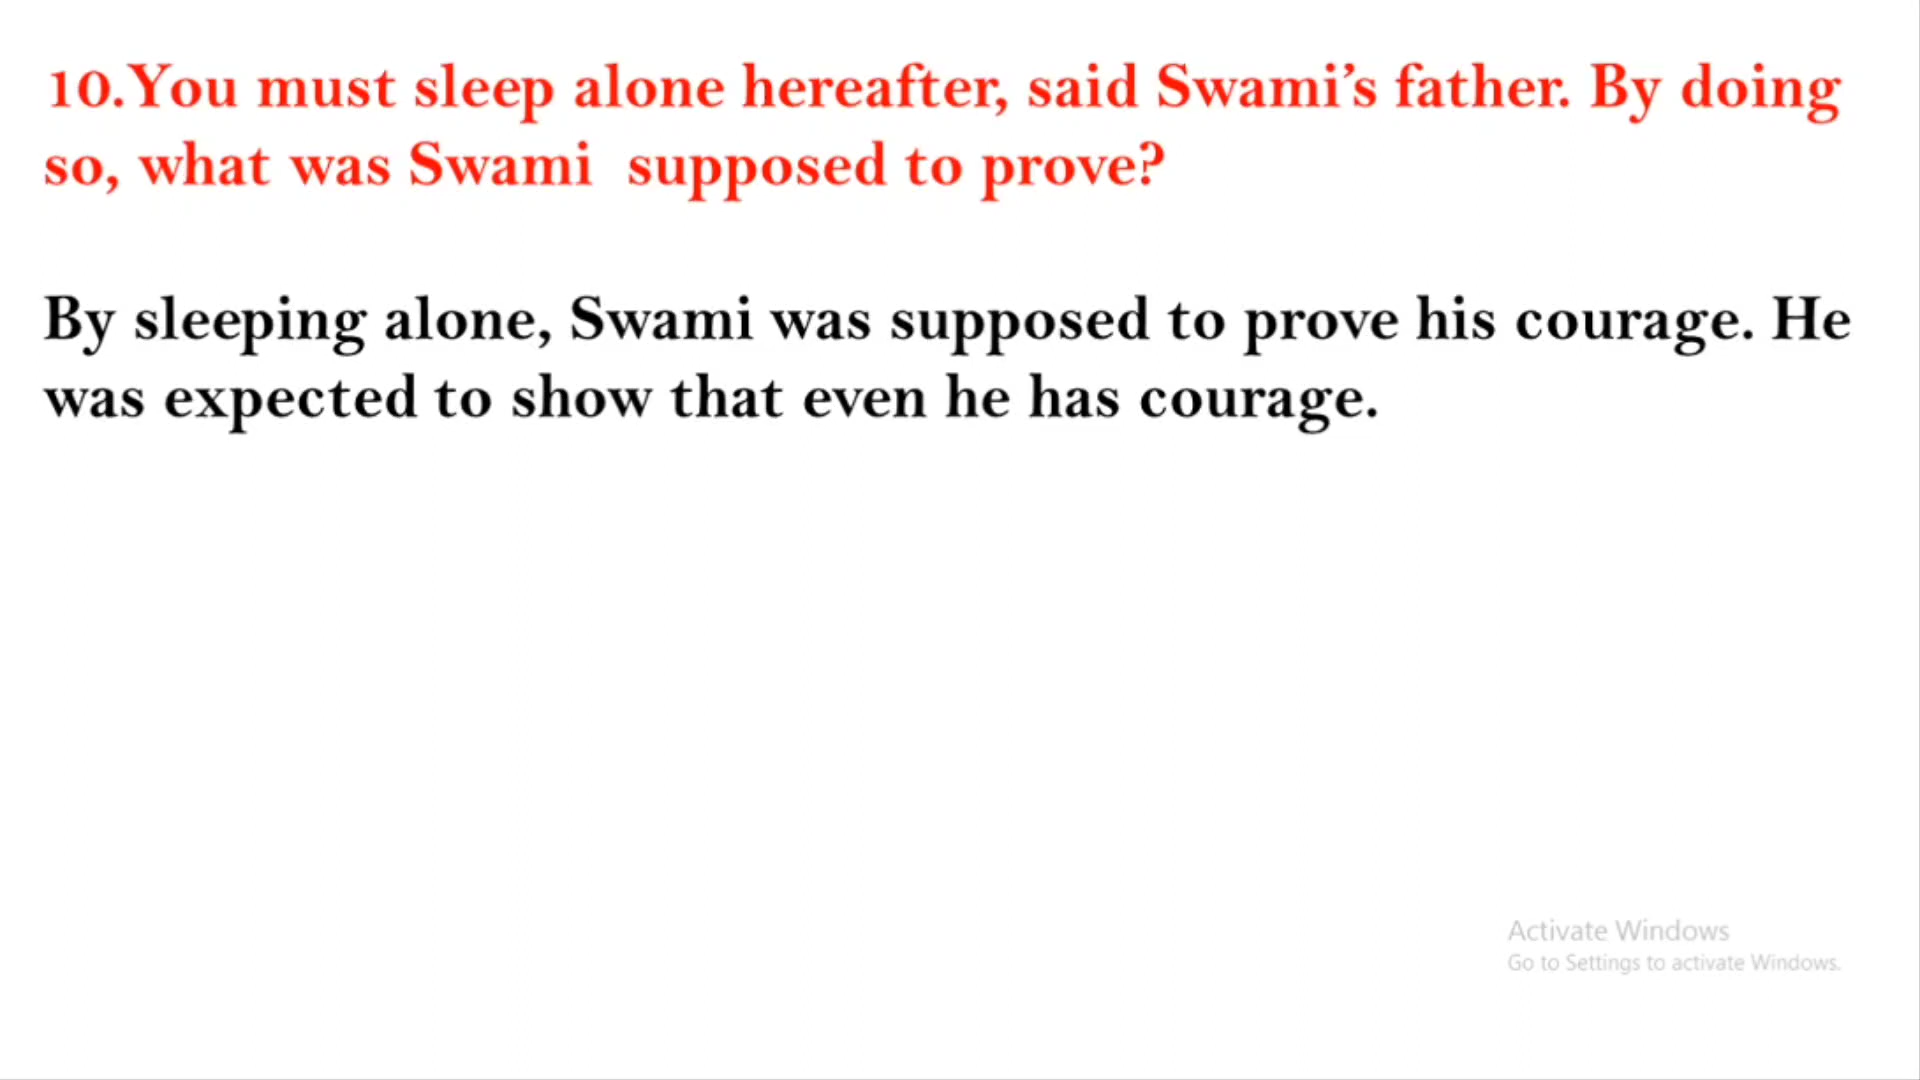 10.You must sleep alone hereafter, said Swami’s father. By doing
so, what was Swami  supposed to prove?
By sleeping alone, Swami was supposed to prove his courage. He
was expected to show that even he has courage.
Activate Windows
Go to Settings to activate Windows.